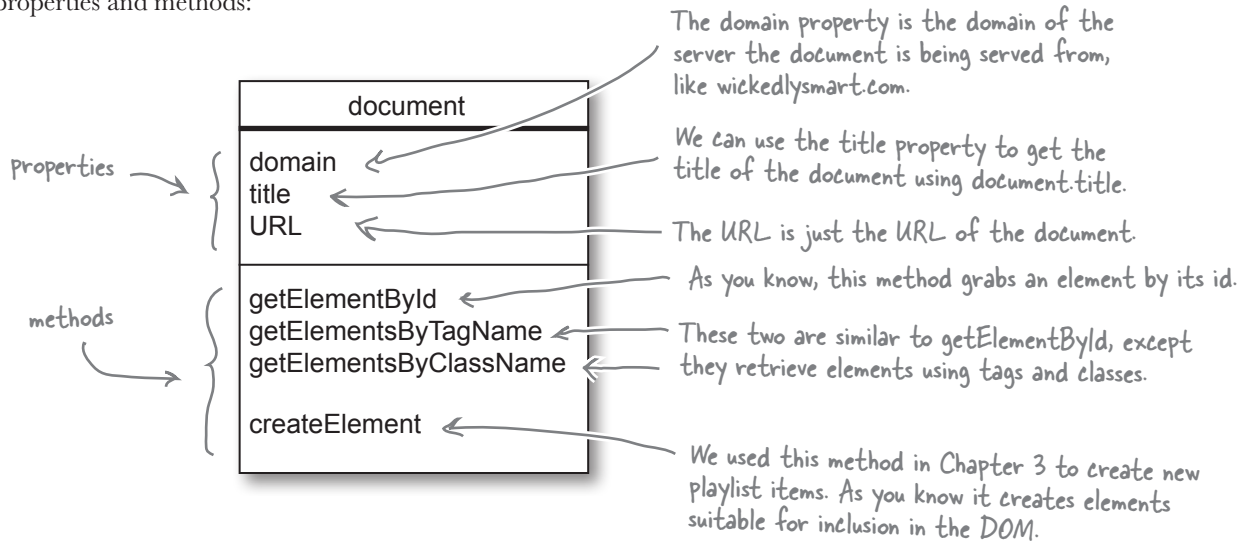 properties and methods:
document
properties
domain
title
URL
methods
getElementById
getElementsByTagName
getElementsByClassName
createElement
The domain property is the domain of the
server the document is being served from,
like wickedlysmart.com.
We can use the title property to get the
title of the document using document.title.
The URL is just the URL of the document.
As you know, this method grabs an element by its id.
These two are similar to getElementById, except
they retrieve elements using tags and classes.
We used this method in Chapter 3 to create new
playlist items. As you know it creates elements
suitable for inclusion in the DOM.